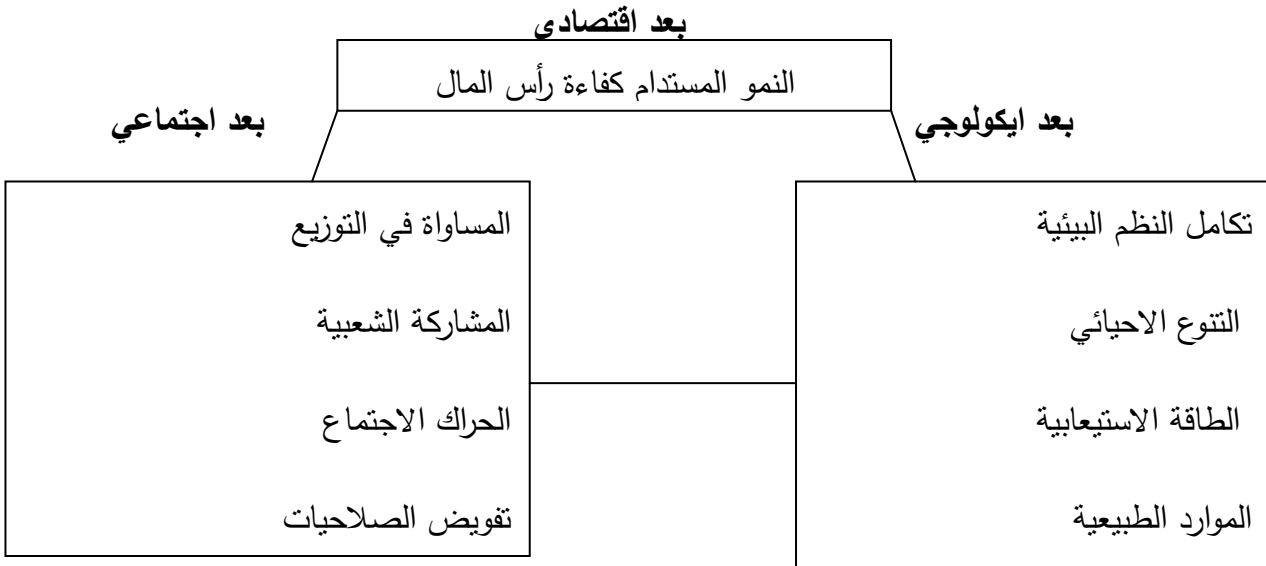 بعد اقتصادي
النمو المستدام كفاءة رأس المال
بعد ايكولوجي
بعد اجتماعي
تكامل النظم البيئية
التنوع الاحيائي
الطاقة الاستيعابية
الموارد الطبيعية
المساواة في التوزيع
المشاركة الشعبية
الحراك الاجتماع
تفويض الصلاحيات